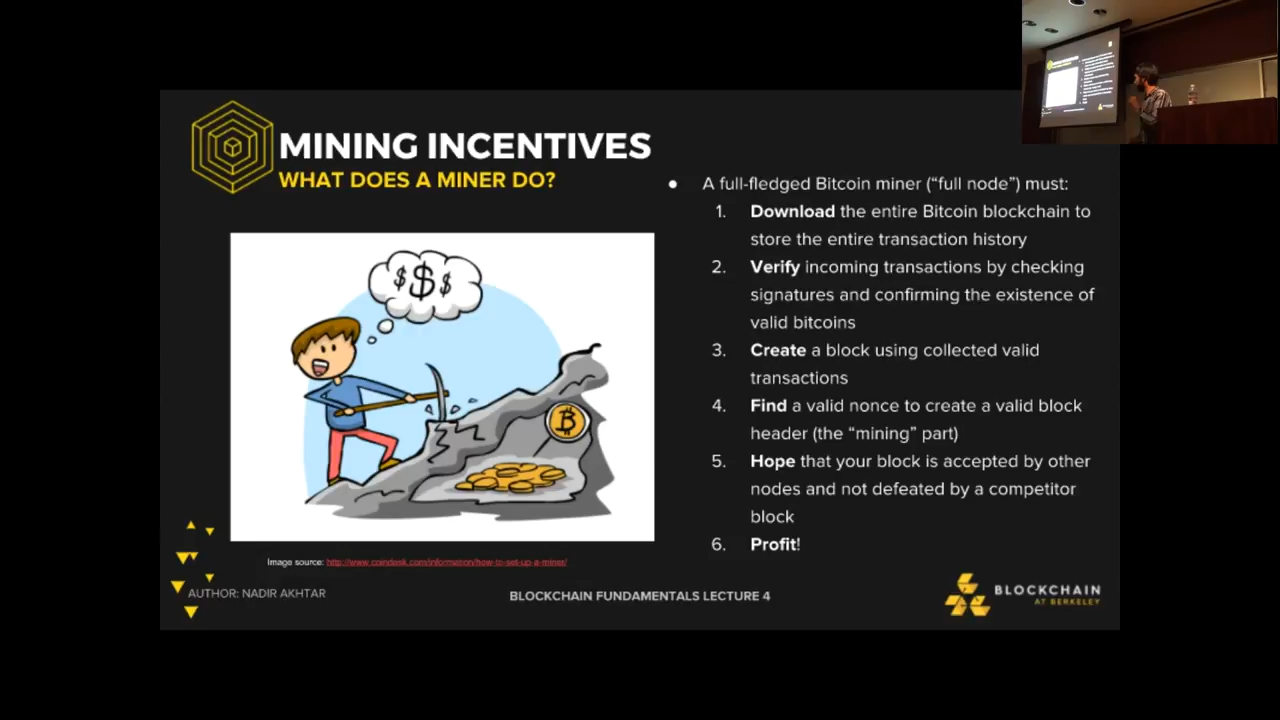 MINING INCENTIVES
WHAT DOES A MINER DO?
● A full-fledged Bitcoin miner (“full node”) must:
1. Download the entire Bitcoin blockchain to
store the entire transaction history
2. Verify incoming transactions by checking
signatures and confirming the existence of
valid bitcoins
3. Create a block using collected valid
transactions
4. Find a valid nonce to create a valid block
header (the “mining” part)
5. Hope that your block is accepted by other
nodes and not defeated by a competitor
block
6. Profit!
$ $ $
B
Image source: http://www.coindesk.com/information/how-to-set-up-a-miner/
AUTHOR: NADIR AKHTAR
BLOCKCHAIN FUNDAMENTALS LECTURE 4
BLOCKCHAIN
AT BERKELEY